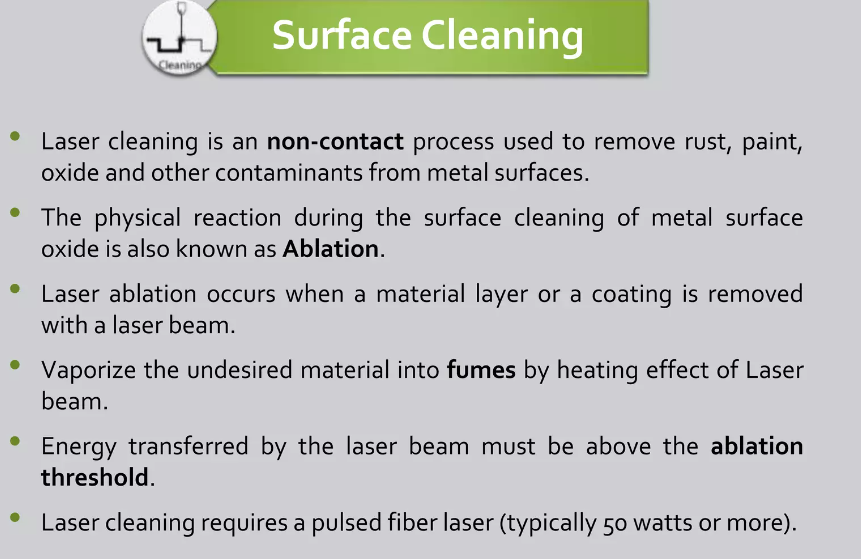 Cleaning
Surface Cleaning
• Laser cleaning is an non-contact process used to remove rust, paint,
oxide and other contaminants from metal surfaces.
• The physical reaction during the surface cleaning of metal surface
oxide is also known as Ablation.
• Laser ablation occurs when a material layer or a coating is removed
with a laser beam.
• Vaporize the undesired material into fumes by heating effect of Laser
beam.
• Energy transferred by the laser beam must be above the ablation
threshold.
• Laser cleaning requires a pulsed fiber laser (typically 50 watts or more).